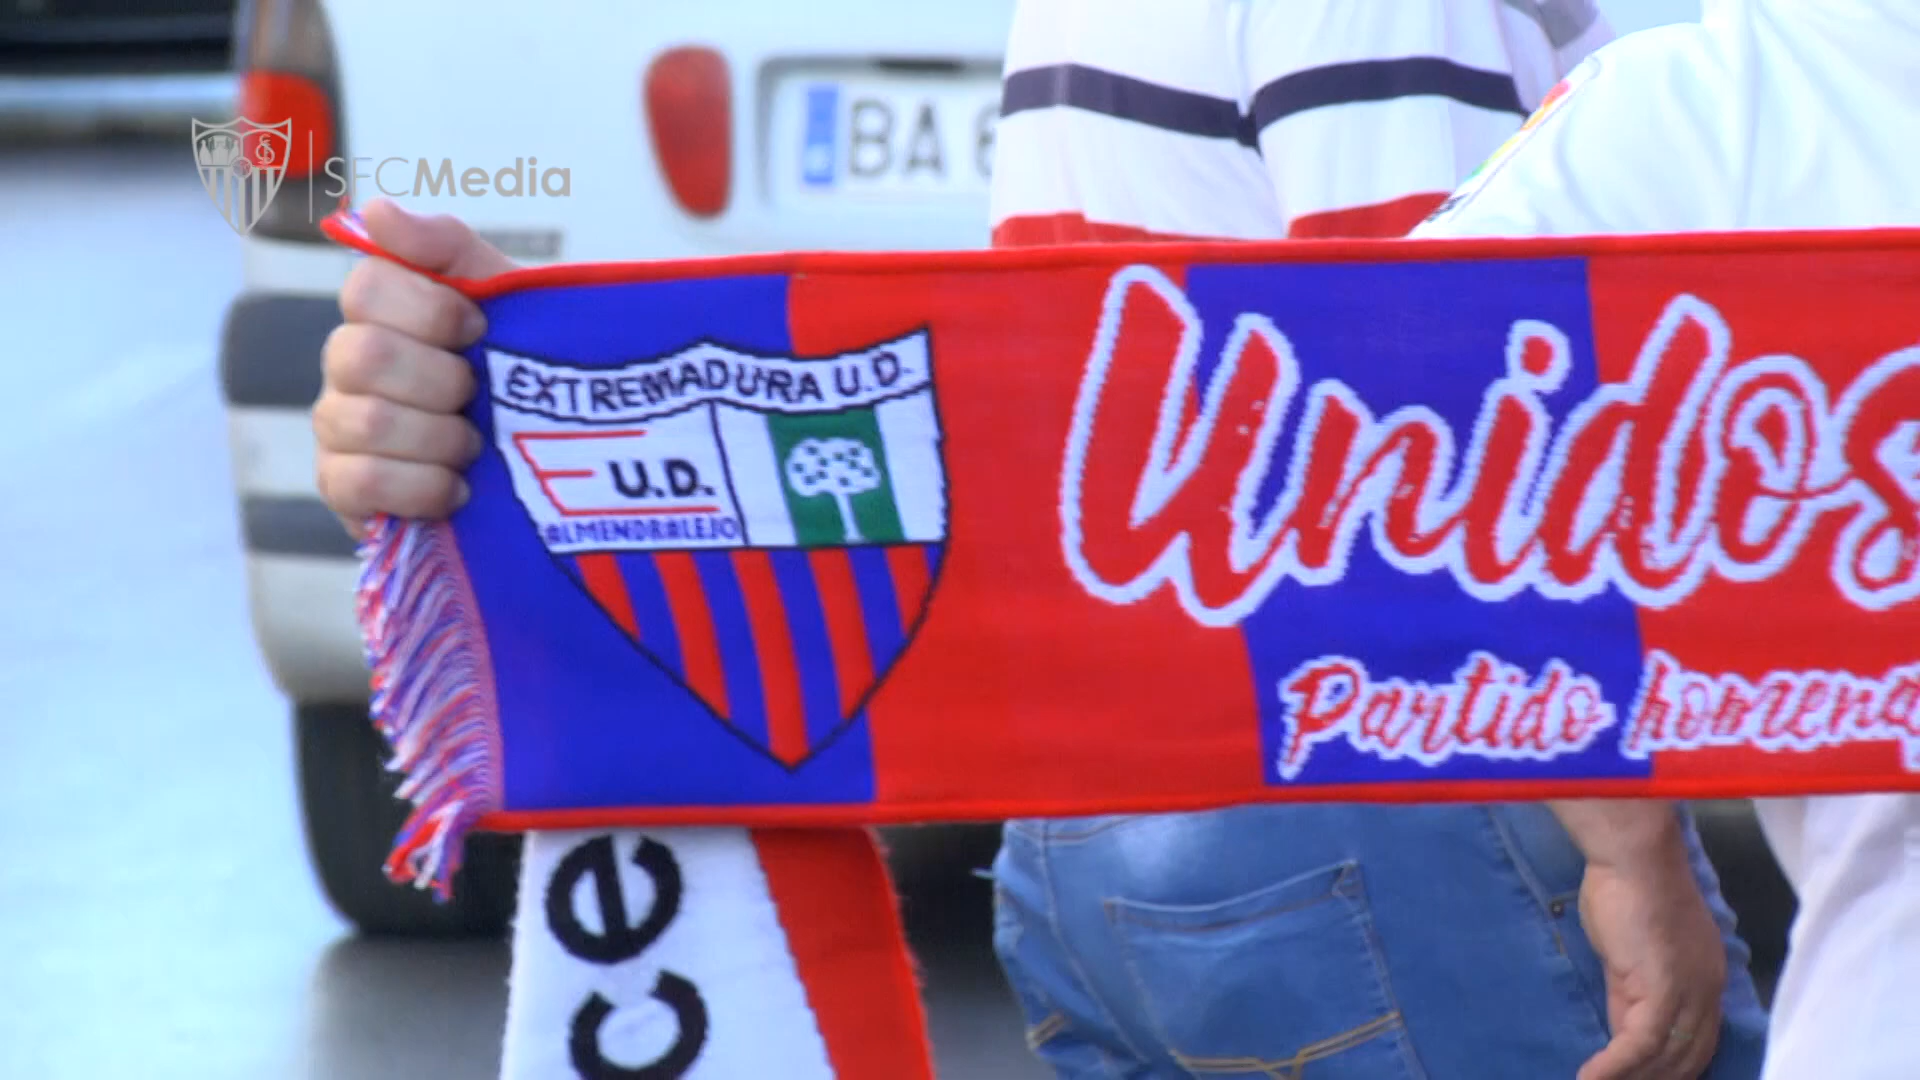 SFCMedia
BA
EXTREMADURA U.D.
E U.D.
ALMENDRALEJO
Unidos
Partido
ce